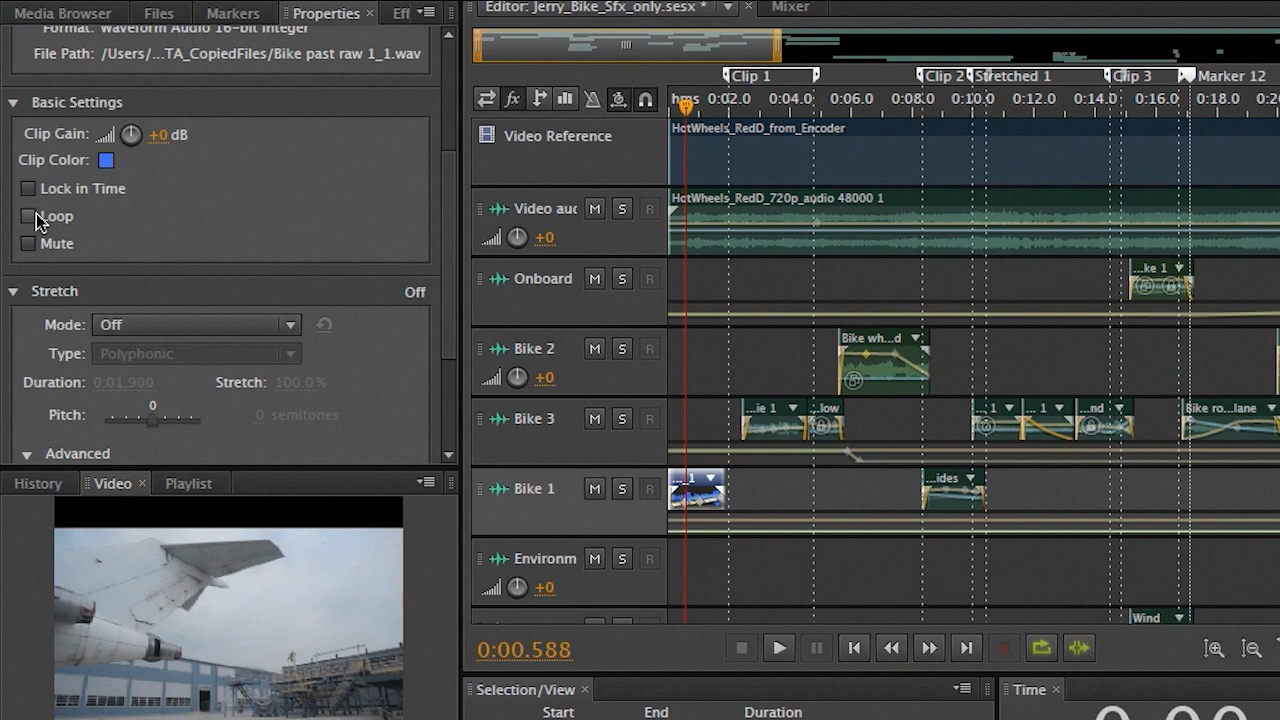 Media Browser Files Markers Properties × Eff
Format: Waveform Audio 16-bit Integer
File Path: /Users/...TA_CopiedFiles/Bike past raw 1_1.wav
Basic Settings
Clip Gain: +0 dB
Clip Color:
Lock in Time
Loop
Mute
Stretch Off
Mode: Off
Type: Polyphonic
Duration: 0:01.900 Stretch: 100.0 %
0
Pitch: 0 semitones
Advanced
History Video × Playlist
Editor: Jerry_Bike_Sfx_only.sesx * × Mixer
Clip 1 Clip 2 Stretched 1 Clip 3 Marker 12
fx hms 0:02.0 0:04.0 0:06.0 0:08.0 0:10.0 0:12.0 0:14.0 0:16.0 0:18.0 0:20
Video Reference HotWheels_RedD_from_Encoder
HotWheels_RedD_720p_audio 48000 1
Video auc M S R
+0
Onboard M S R ...ke 1
Bike 2 M S R Bike wh...d
+0
Bike 3 M S R ...ie 1 ...low ... 1 ... 1 ...nd Bike ro...lane
Bike 1 M S R ..._1 ...ides
Environm M S R
+0
Wind
0:00.588
Selection/View × Time ×
Start End Duration